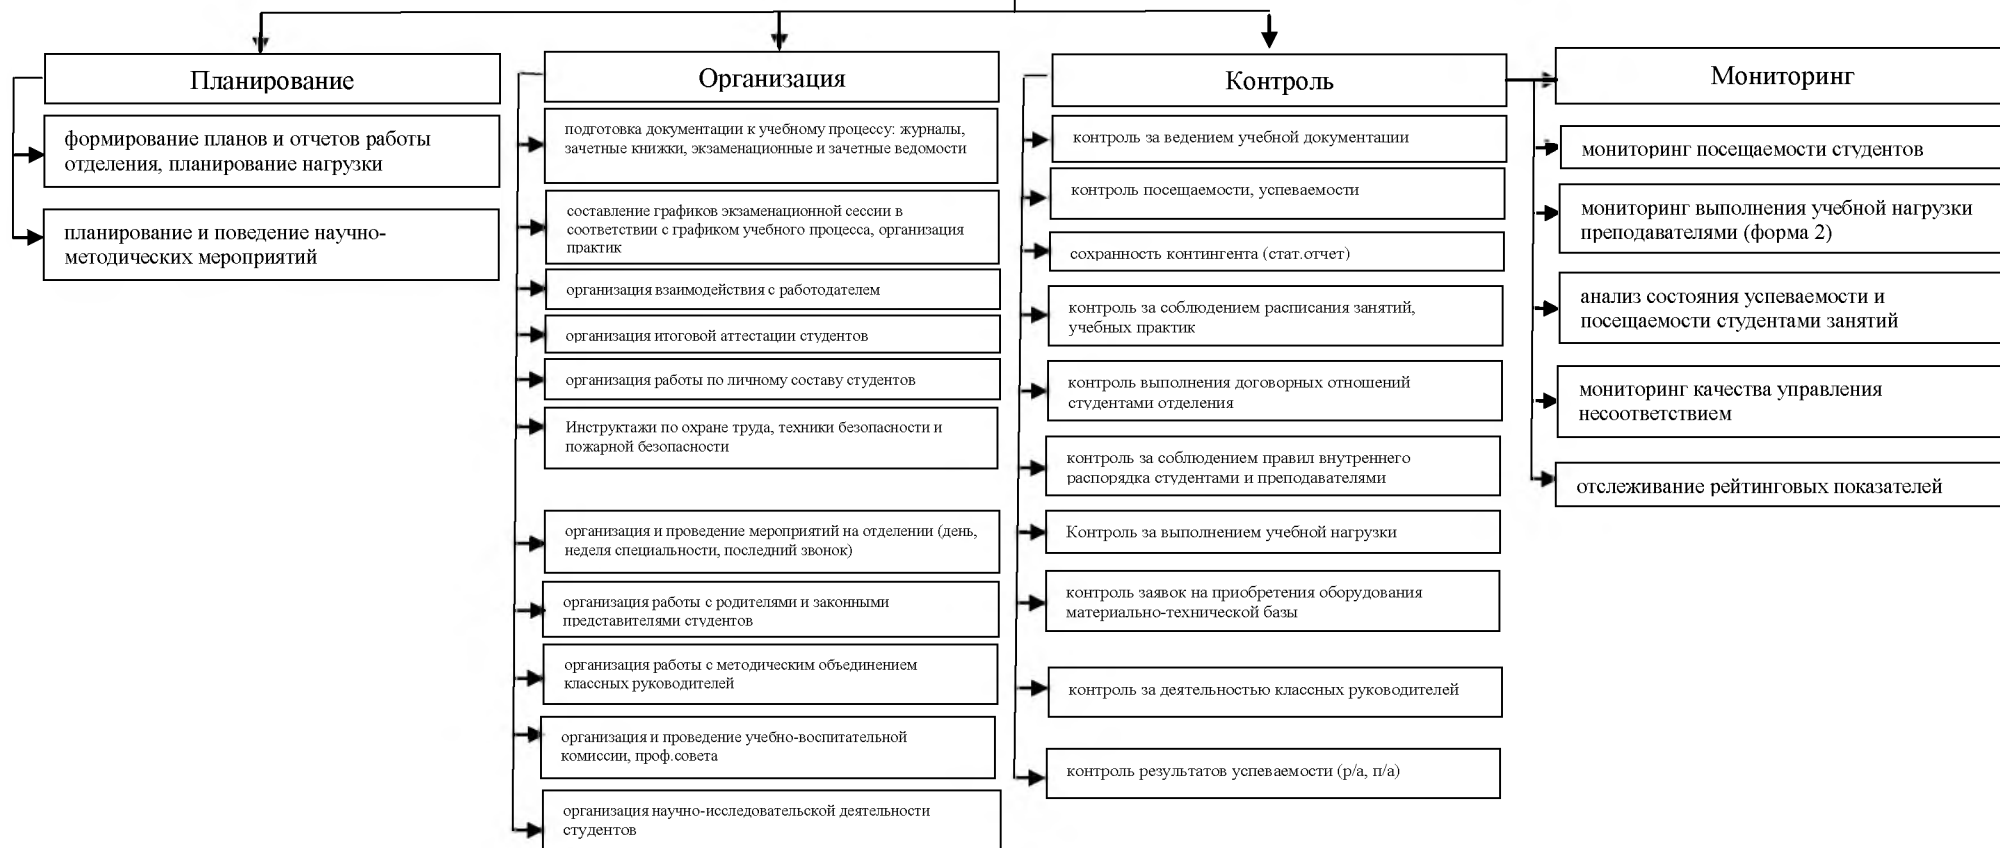 Планирование
формирование планов и отчетов работы
отделения, планирование нагрузки
планирование и поведение научно-
методических мероприятий
Организация
подготовка документации к учебному процессу: журналы,
зачетные книжки, экзаменационные и зачетные ведомости
составление графиков экзаменационной сессии в
соответствии с графиком учебного процесса, организация
практик
организация взаимодействия с работодателем
организация итоговой аттестации студентов
организация работы по личному составу студентов
Инструктажи по охране труда, техники безопасности и
пожарной безопасности
организация и проведение мероприятий на отделении (день,
неделя специальности, последний звонок)
организация работы с родителями и законными
представителями студентов
организация работы с методическим объединением
классных руководителей
организация и проведение учебно-воспитательной
комиссии, проф.совета
организация научно-исследовательской деятельности
студентов
Контроль
контроль за ведением учебной документации
контроль посещаемости, успеваемости
сохранность контингента (стат.отчет)
контроль за соблюдением расписания занятий,
учебных практик
контроль выполнения договорных отношений
студентами отделения
контроль за соблюдением правил внутреннего
распорядка студентами и преподавателями
Контроль за выполнением учебной нагрузки
контроль заявок на приобретения оборудования
материально-технической базы
контроль за деятельностью классных руководителей
контроль результатов успеваемости (р/а, п/а)
Мониторинг
мониторинг посещаемости студентов
мониторинг выполнения учебной нагрузки
преподавателями (форма 2)
анализ состояния успеваемости и
посещаемости студентами занятий
мониторинг качества управления
несоответствием
отслеживание рейтинговых показателей